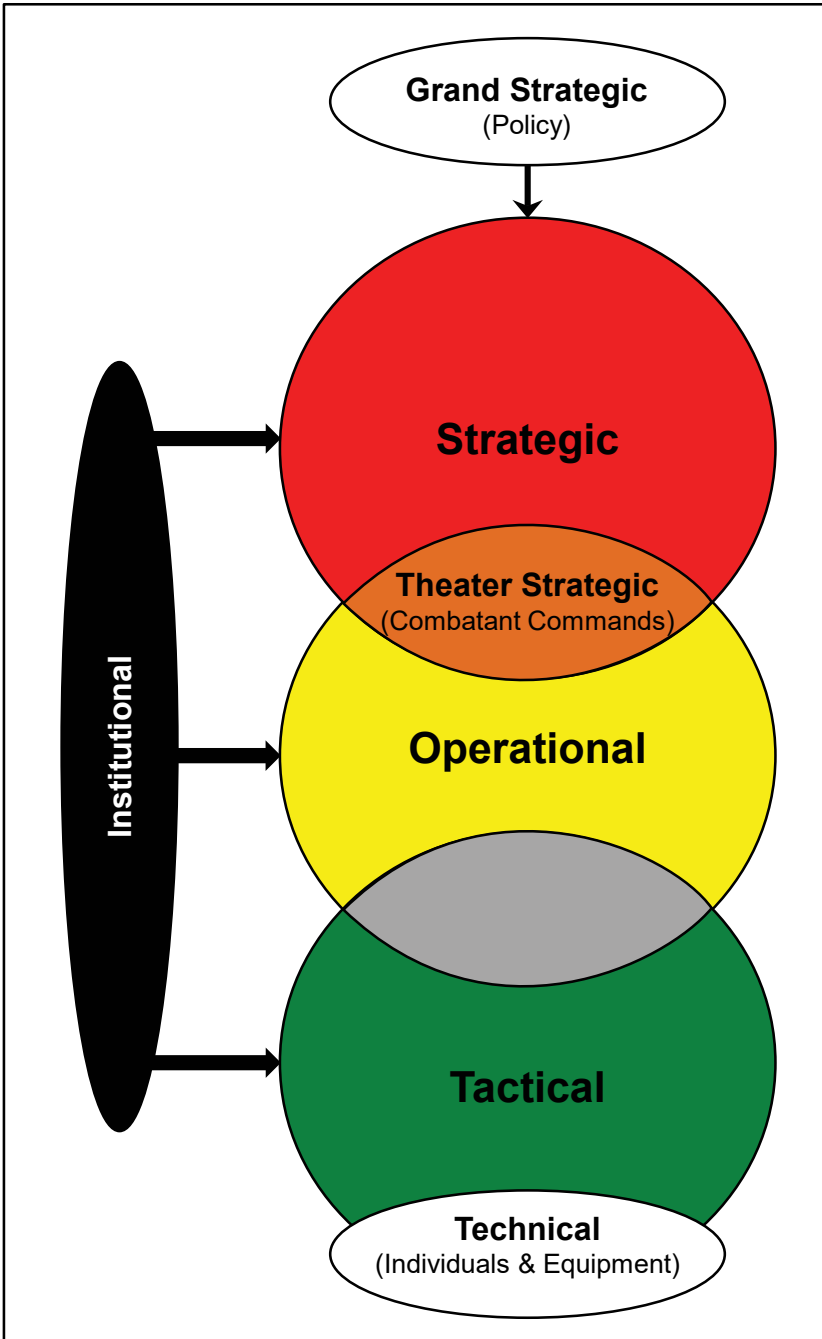 Grand Strategic
(Policy)
Strategic
Theater Strategic
(Combatant Commands)
Institutional
Operational
Tactical
Technical
(Individuals & Equipment)